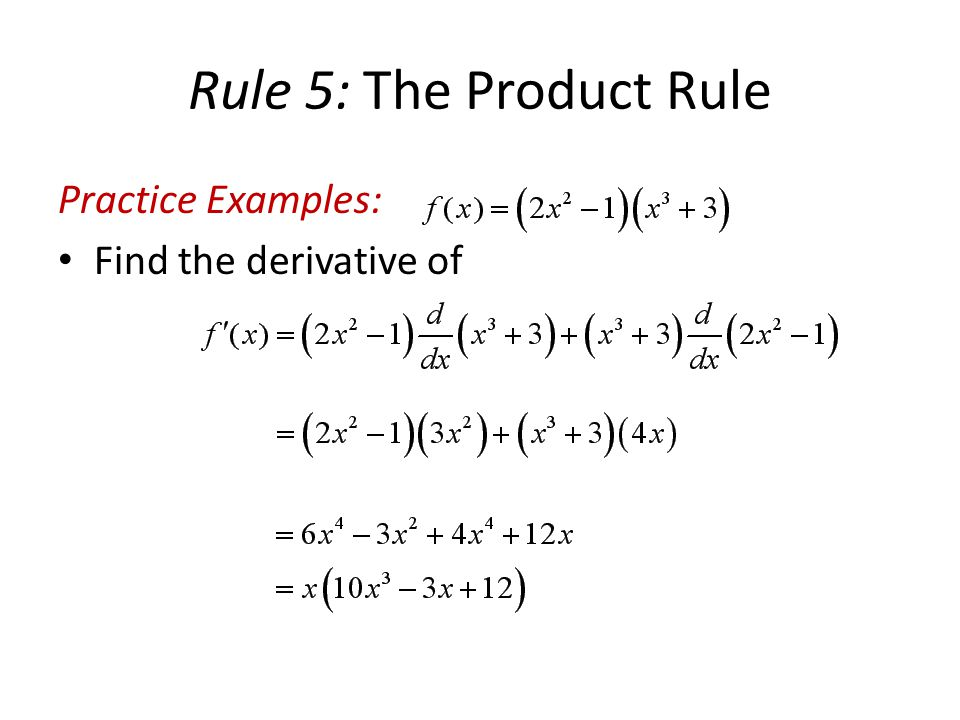 Rule 5: The Product Rule
Practice Examples: f(x) = (2x² − 1)(x³ + 3)
• Find the derivative of
f′(x) = (2x² − 1) d/dx (x³ + 3) + (x³ + 3) d/dx (2x² − 1)
= (2x² − 1)(3x²) + (x³ + 3)(4x)
= 6x⁴ − 3x² + 4x⁴ + 12x
= x(10x³ − 3x + 12)